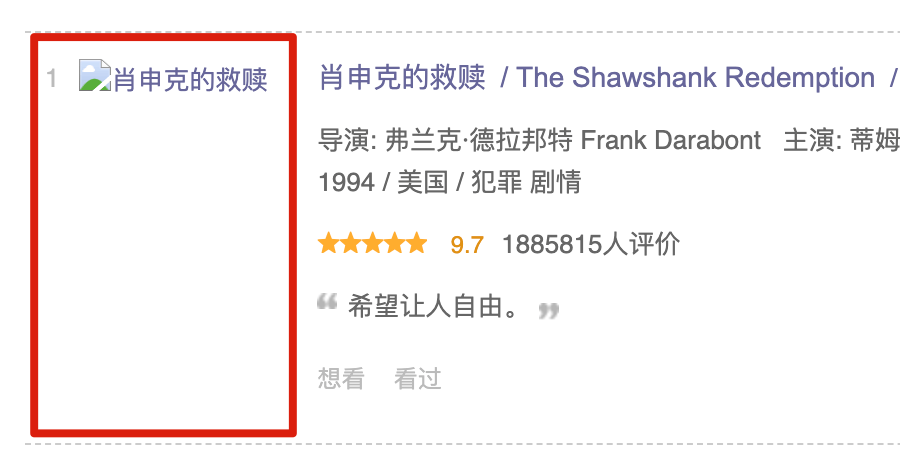 1 肖申克的救赎
肖申克的救赎 / The Shawshank Redemption /
导演: 弗兰克·德拉邦特 Frank Darabont 主演: 蒂姆
1994 / 美国 / 犯罪 剧情
9.7 1885815人评价
“ 希望让人自由。 ”
想看 看过